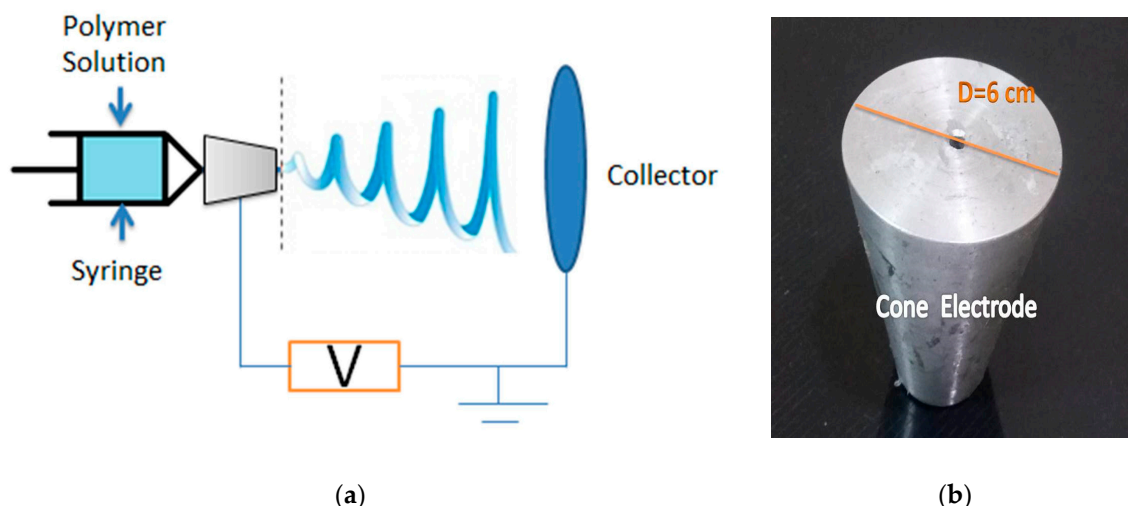 Polymer
Solution
Syringe
Collector
V
D=6 cm
Cone Electrode
(a)
(b)